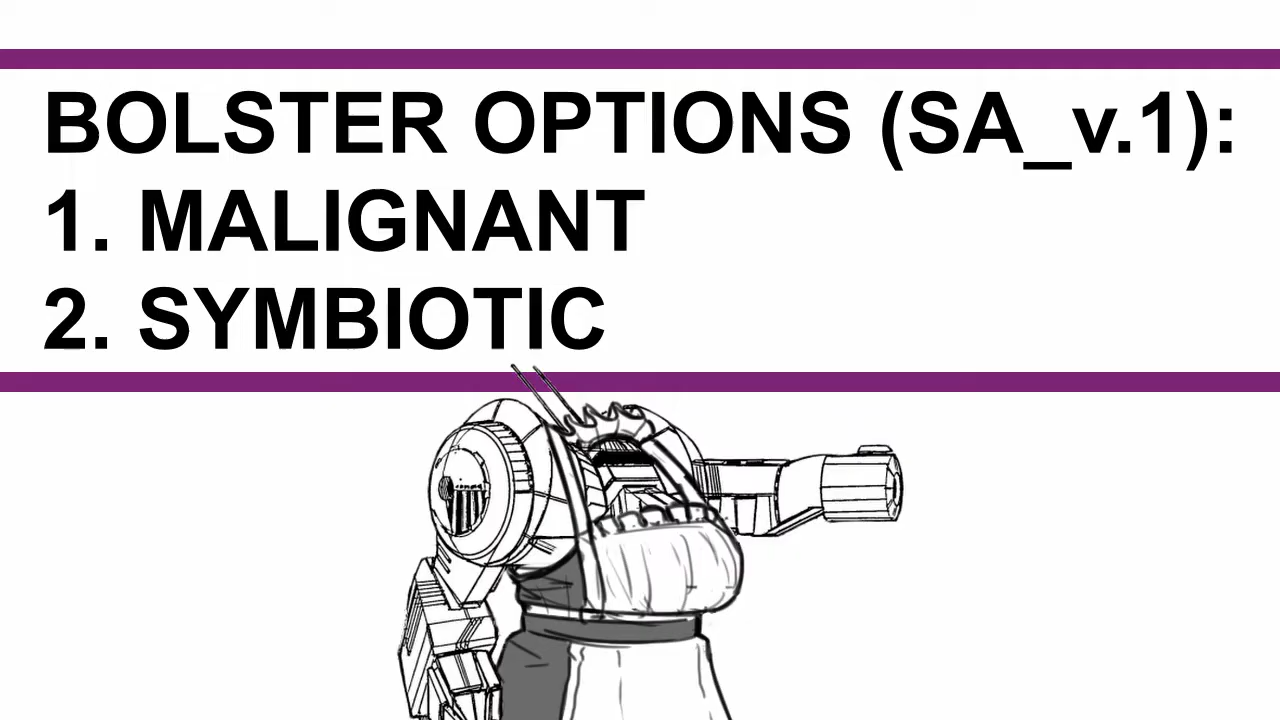 BOLSTER OPTIONS (SA_v.1):
1. MALIGNANT
2. SYMBIOTIC